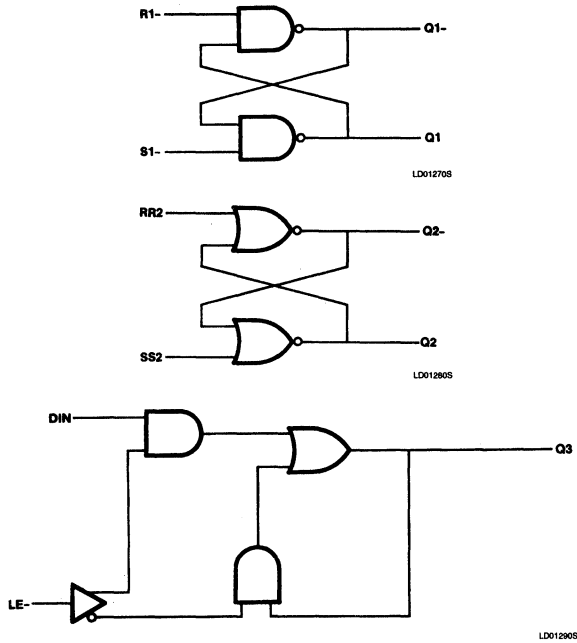 R1-
Q1-
S1-
Q1
LD01270S
RR2
Q2-
SS2
Q2
LD01280S
DIN
Q3
LE-
LD01290S